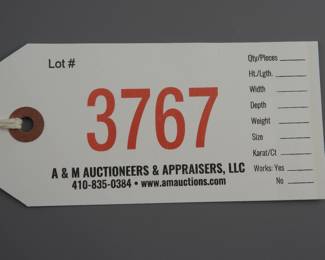 Lot #
3767
A & M AUCTIONEERS & APPRAISERS, LLC
410-835-0384 • www.amauctions.com
Qty/Pieces
Ht./Lgth.
Width
Depth
Weight
Size
Karat/Ct
Works: Yes
No